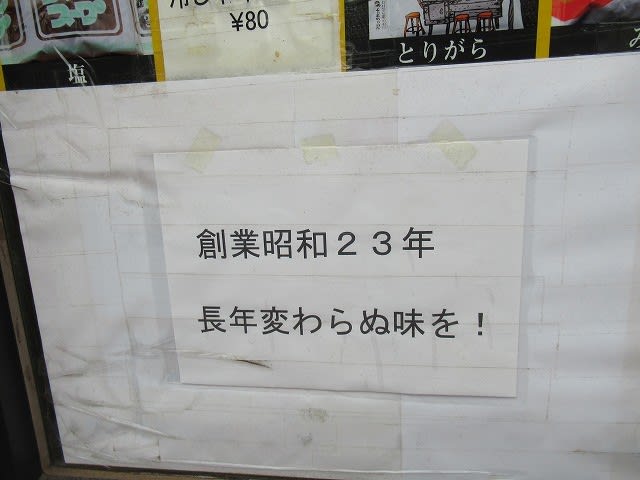 ¥80
塩
とりがら
創業昭和２３年
長年変わらぬ味を！